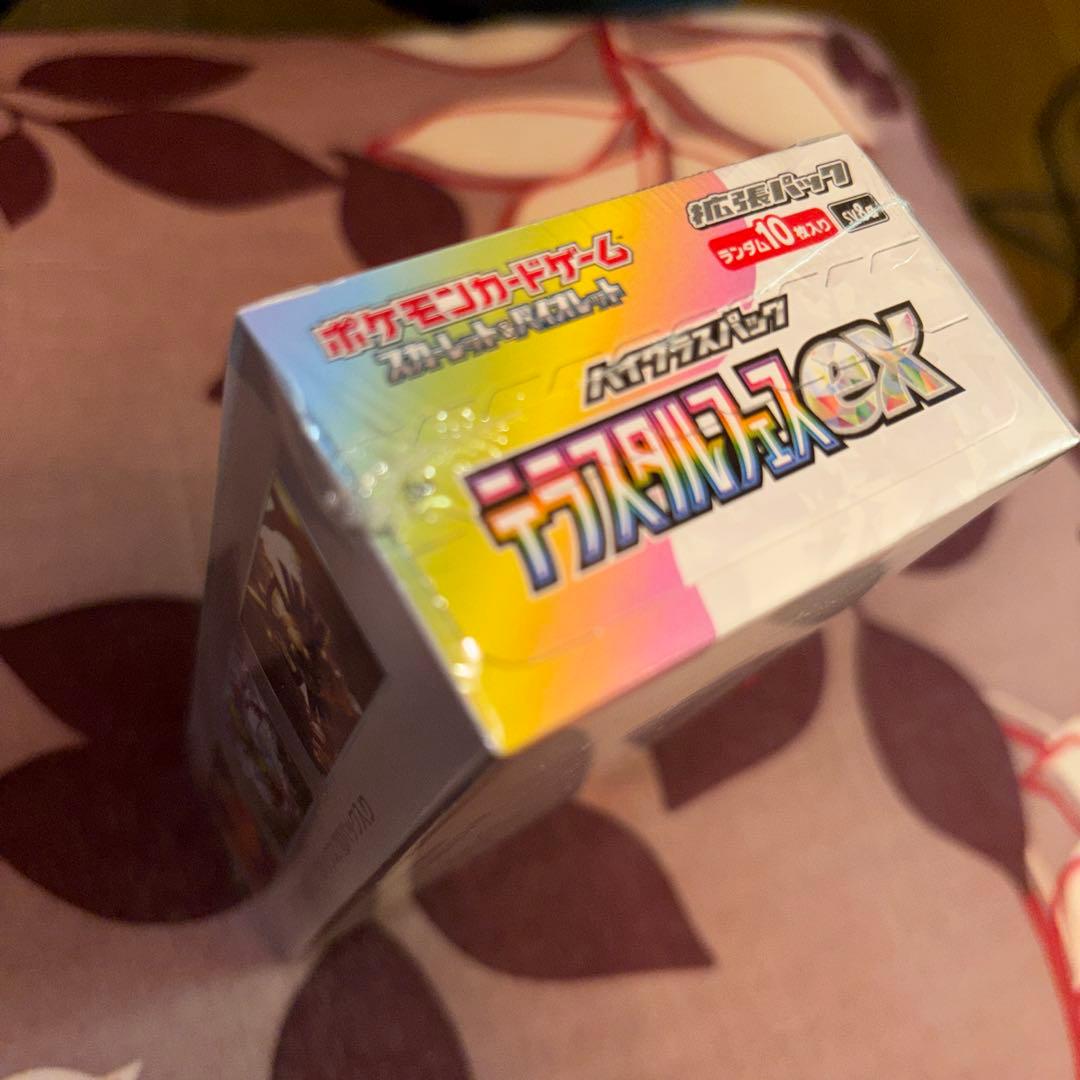 拡張パック
ランダム10枚入り
sv8a
ポケモンカードゲーム
スカーレット&バイオレット
ハイクラスパック
テラスタルフェスex